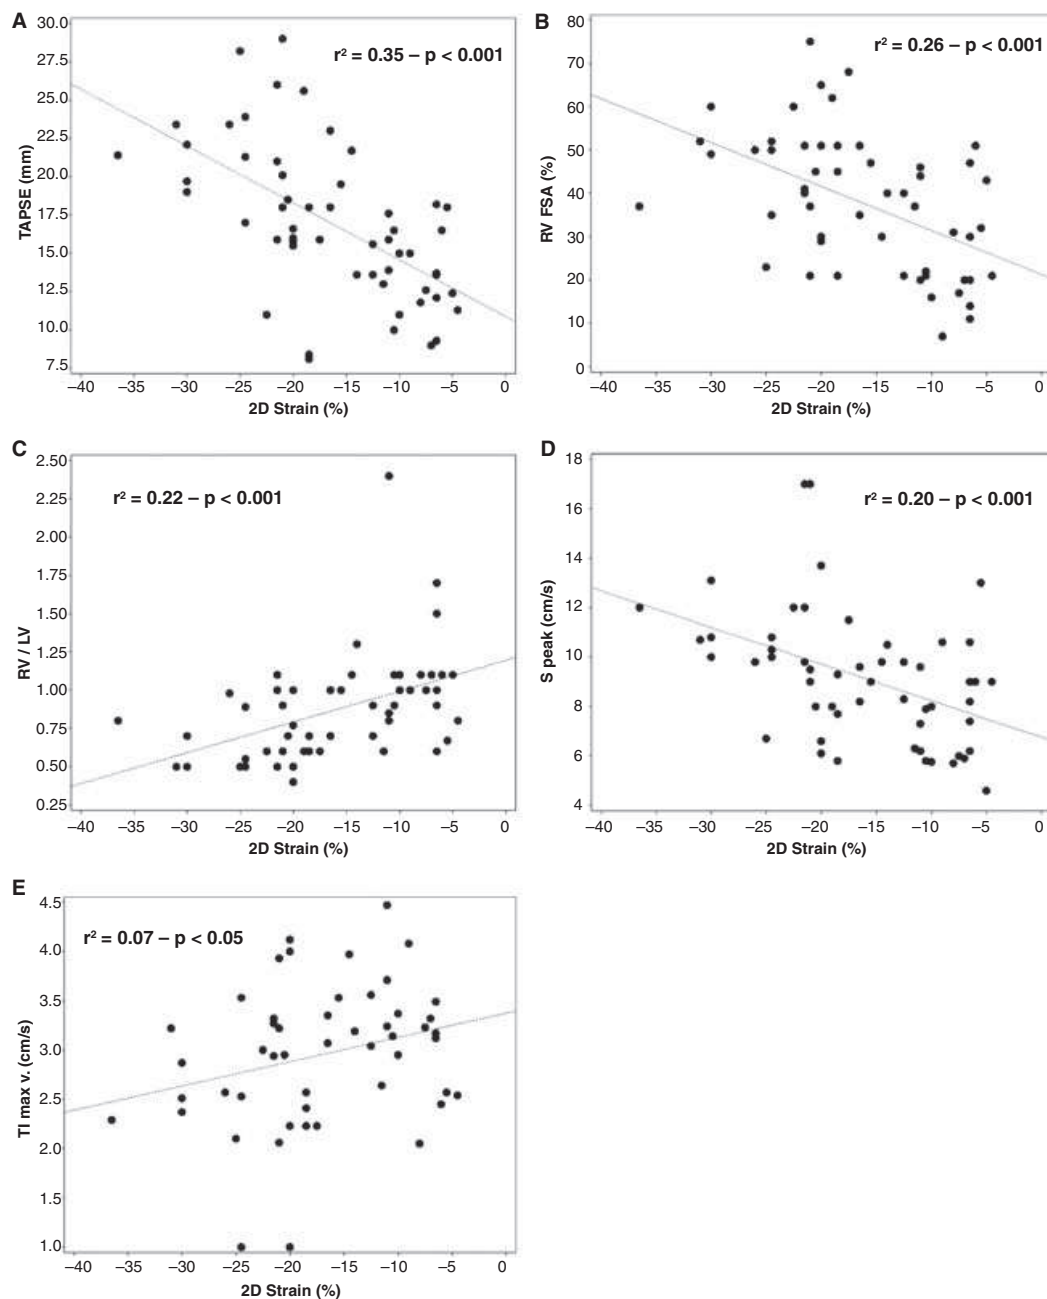 A
30.0
27.5
25.0
22.5
20.0
17.5
15.0
12.5
10.0
7.5
TAPSE (mm)
r² = 0.35 – p < 0.001
–40 –35 –30 –25 –20 –15 –10 –5 0
2D Strain (%)
B
80
70
60
50
40
30
20
10
0
RV FSA (%)
r² = 0.26 – p < 0.001
–40 –35 –30 –25 –20 –15 –10 –5 0
2D Strain (%)
C
2.50
2.25
2.00
1.75
1.50
1.25
1.00
0.75
0.50
0.25
RV / LV
r² = 0.22 – p < 0.001
–40 –35 –30 –25 –20 –15 –10 –5 0
2D Strain (%)
D
18
16
14
12
10
8
6
4
S peak (cm/s)
r² = 0.20 – p < 0.001
–40 –35 –30 –25 –20 –15 –10 –5 0
2D Strain (%)
E
4.5
4.0
3.5
3.0
2.5
2.0
1.5
1.0
TI max v. (cm/s)
r² = 0.07 – p < 0.05
–40 –35 –30 –25 –20 –15 –10 –5 0
2D Strain (%)